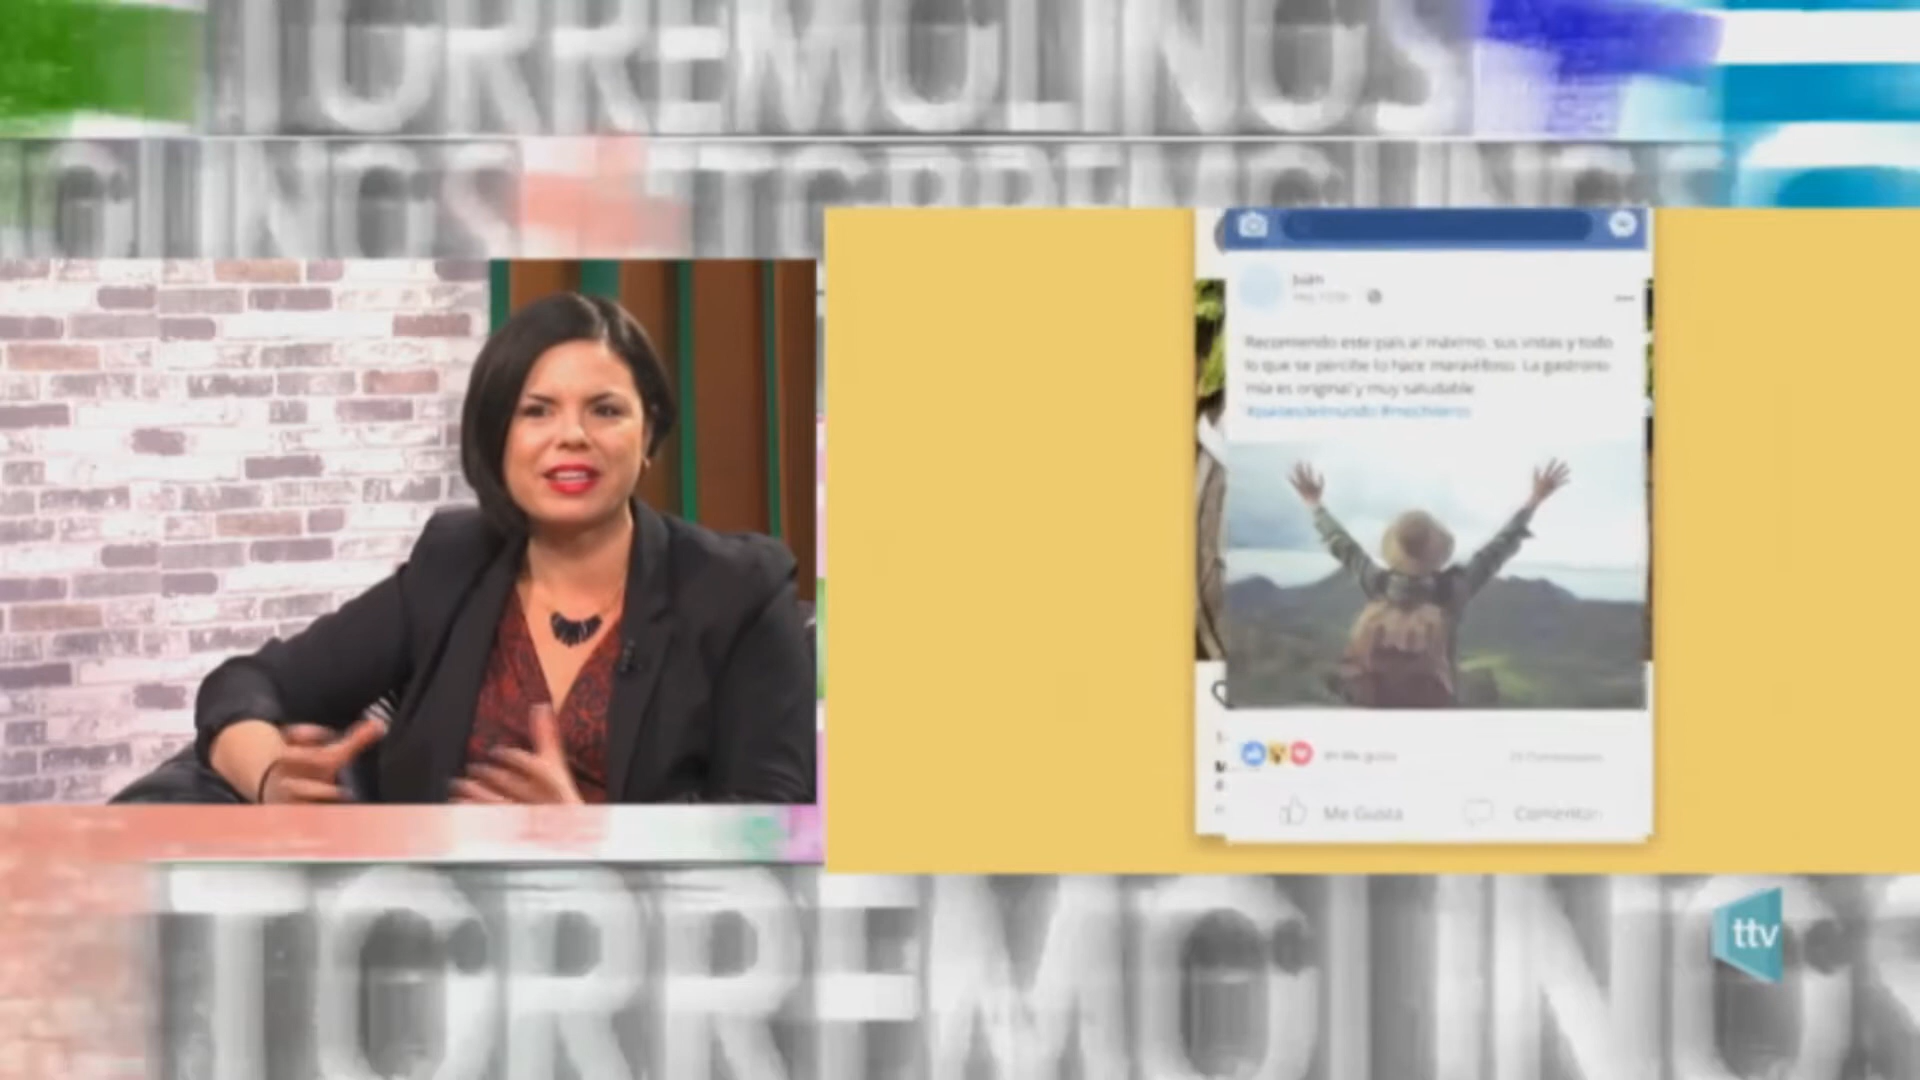 TORREMOLINOS
OLINOS TORREMOLINOS
Juan
Recomiendo este país al máximo, sus vistas y todo
lo que se percibe lo hace maravilloso. La gastrono
mía es original y muy saludable
Me Gusta
Comentar
TORREMOLINOS
ttv